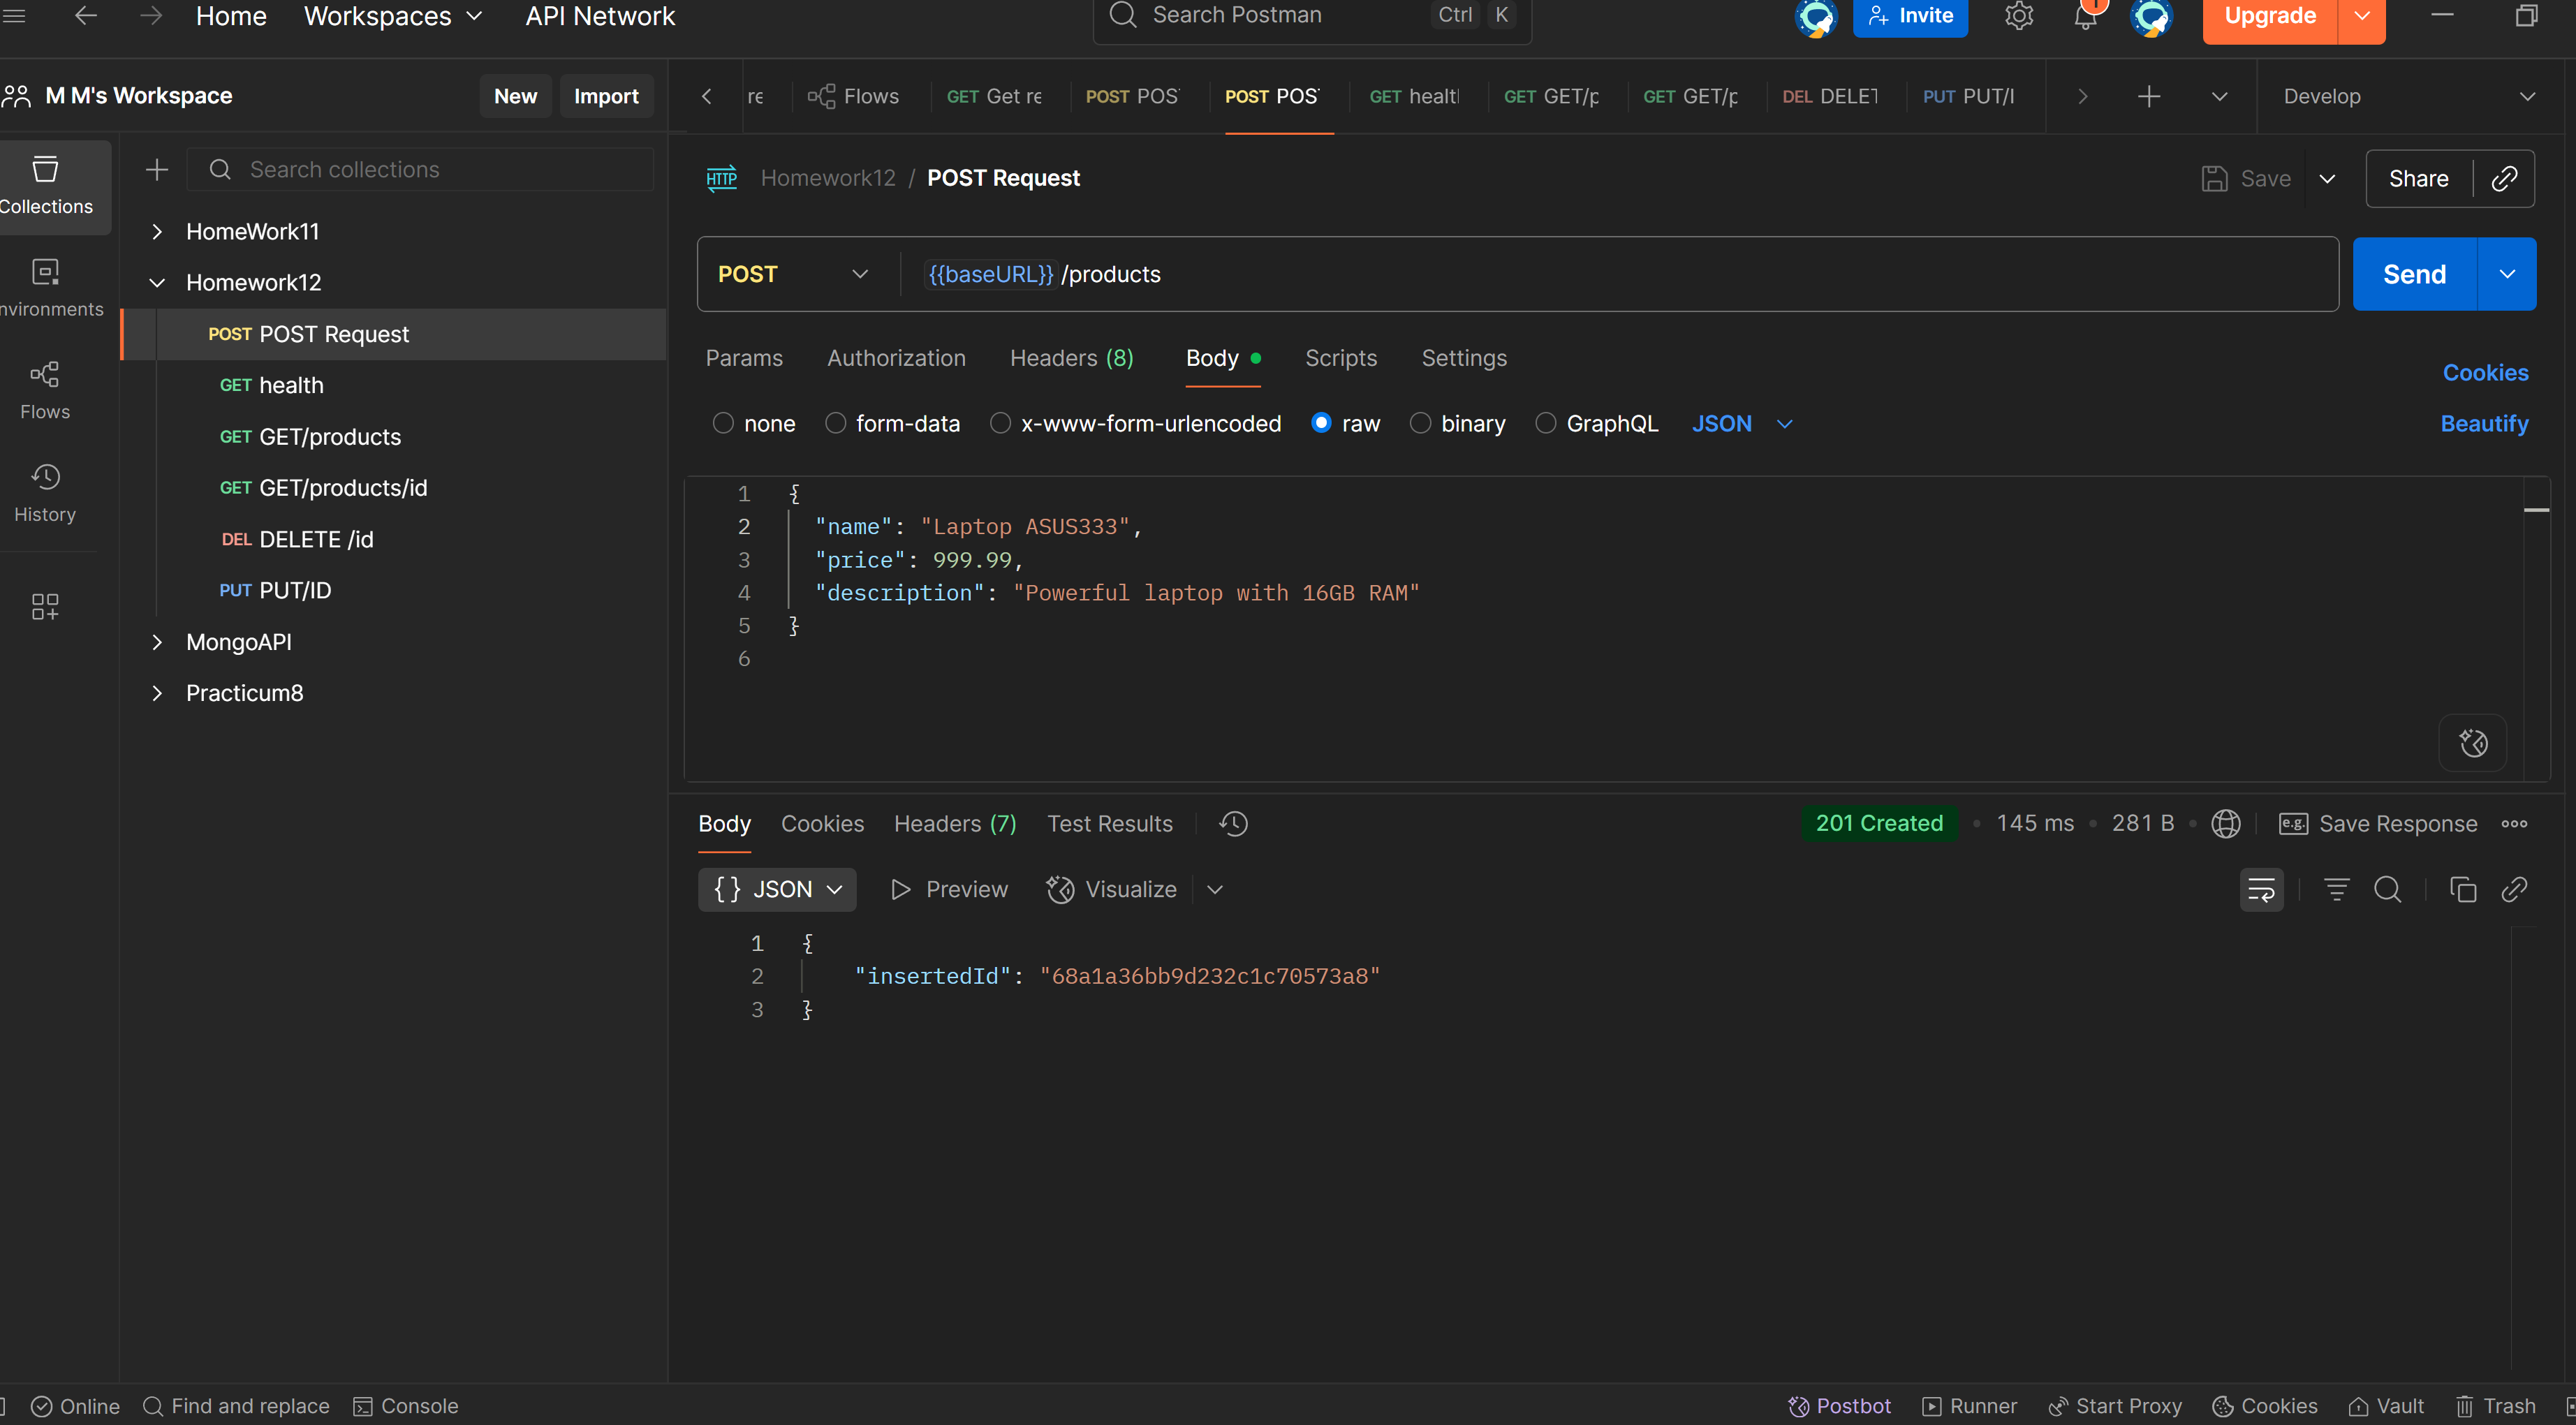 Home Workspaces API Network Search Postman Ctrl K Invite 1 Upgrade
M M's Workspace New Import re Flows GET Get re POST POST POST POST GET health GET GET/p GET GET/p DEL DELET PUT PUT/I Develop
Search collections
Collections
HomeWork11
Homework12
POST POST Request
nvironments
GET health
Flows
GET GET/products
GET GET/products/id
History
DEL DELETE /id
PUT PUT/ID
MongoAPI
Practicum8
HTTP Homework12 / POST Request Save Share
POST {{baseURL}}/products Send
Params Authorization Headers (8) Body Scripts Settings Cookies
none form-data x-www-form-urlencoded raw binary GraphQL JSON Beautify
1 {
2 "name": "Laptop ASUS333",
3 "price": 999.99,
4 "description": "Powerful laptop with 16GB RAM"
5 }
6
Body Cookies Headers (7) Test Results 201 Created • 145 ms • 281 B • e.g. Save Response
{} JSON Preview Visualize
1 {
2 "insertedId": "68a1a36bb9d232c1c70573a8"
3 }
Online Find and replace Console Postbot Runner Start Proxy Cookies Vault Trash